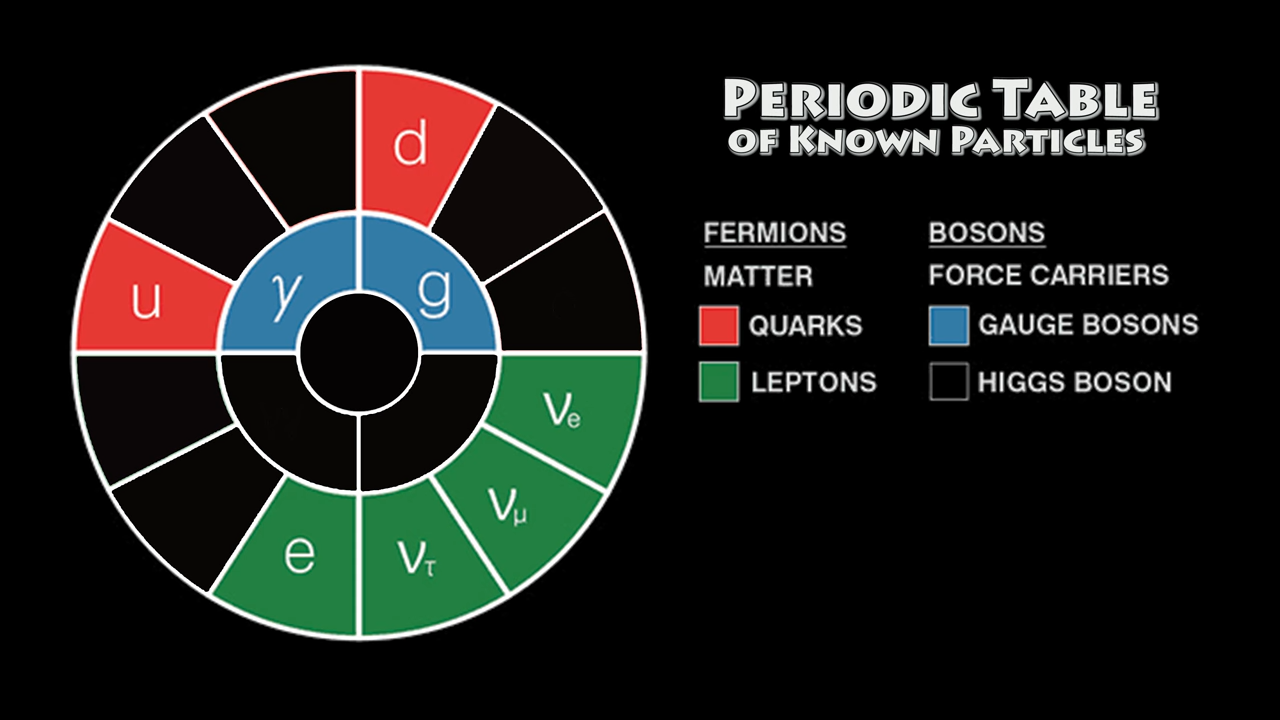 PERIODIC TABLE
OF KNOWN PARTICLES
FERMIONS
MATTER
QUARKS
LEPTONS
BOSONS
FORCE CARRIERS
GAUGE BOSONS
HIGGS BOSON
d
u
γ
g
νe
νμ
e
ντ